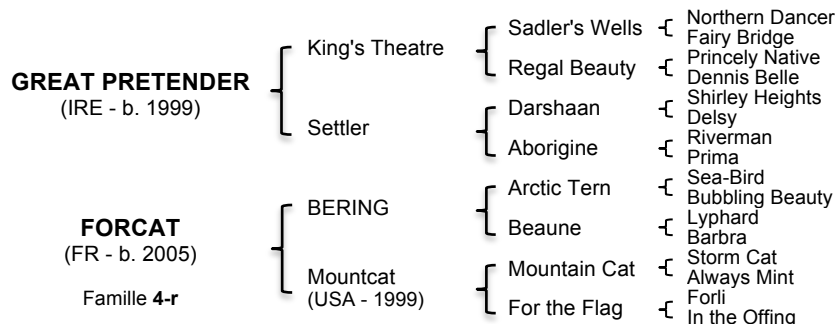 GREAT PRETENDER
(IRE - b. 1999)
King's Theatre
Sadler's Wells
Northern Dancer
Fairy Bridge
Regal Beauty
Princely Native
Dennis Belle
Settler
Darshaan
Shirley Heights
Delsy
Aborigine
Riverman
Prima
FORCAT
(FR - b. 2005)
Famille 4-r
BERING
Arctic Tern
Sea-Bird
Bubbling Beauty
Beaune
Lyphard
Barbra
Mountcat
(USA - 1999)
Mountain Cat
Storm Cat
Always Mint
For the Flag
Forli
In the Offing